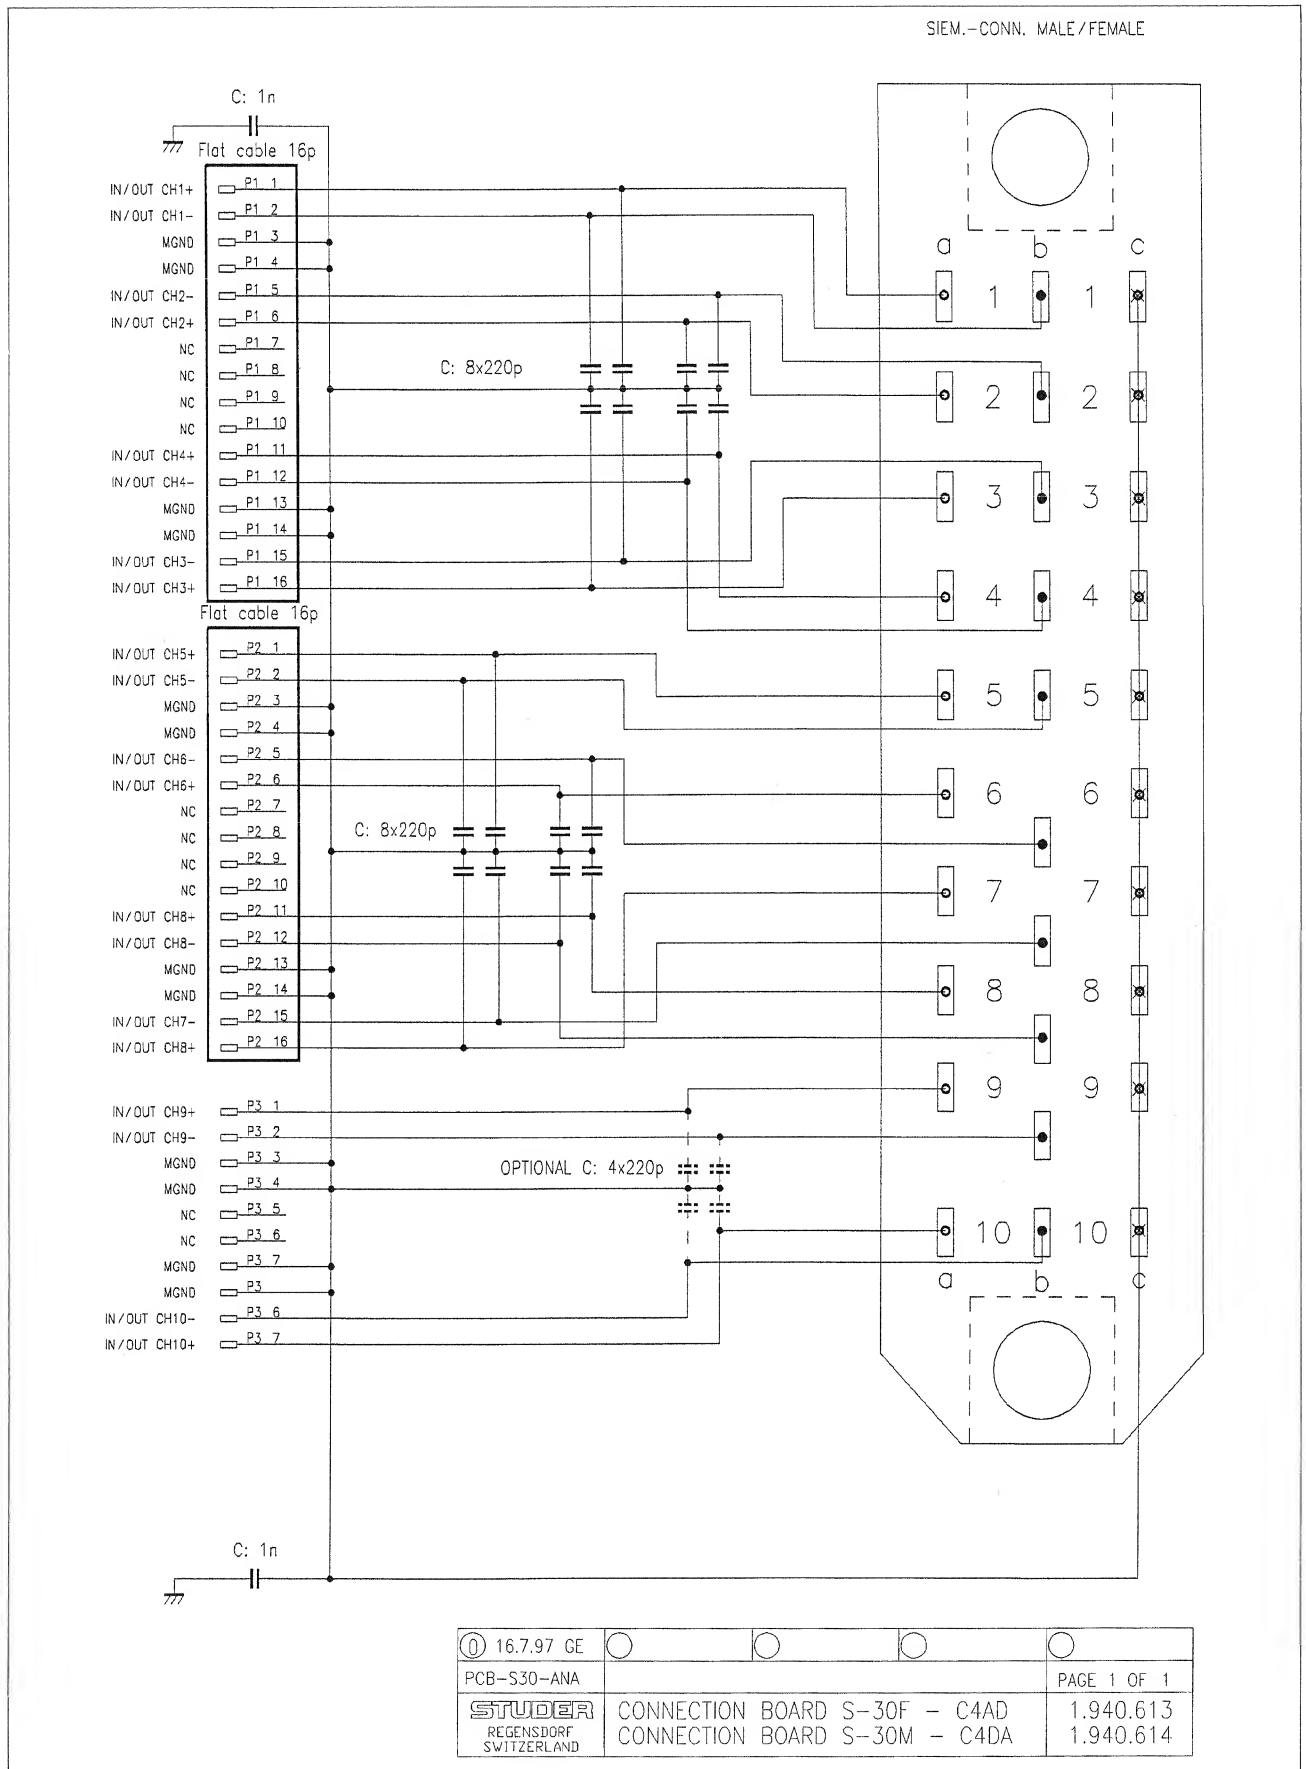 SIEM.-CONN. MALE/FEMALE
C: 1n
Flat cable 16p
IN/OUT CH1+ P1 1
IN/OUT CH1- P1 2
MGND P1 3
MGND P1 4
IN/OUT CH2- P1 5
IN/OUT CH2+ P1 6
NC P1 7
NC P1 8
NC P1 9
NC P1 10
IN/OUT CH4+ P1 11
IN/OUT CH4- P1 12
MGND P1 13
MGND P1 14
IN/OUT CH3- P1 15
IN/OUT CH3+ P1 16
C: 8x220p
Flat cable 16p
IN/OUT CH5+ P2 1
IN/OUT CH5- P2 2
MGND P2 3
MGND P2 4
IN/OUT CH6- P2 5
IN/OUT CH6+ P2 6
NC P2 7
NC P2 8
NC P2 9
NC P2 10
IN/OUT CH8+ P2 11
IN/OUT CH8- P2 12
MGND P2 13
MGND P2 14
IN/OUT CH7- P2 15
IN/OUT CH8+ P2 16
C: 8x220p
IN/OUT CH9+ P3 1
IN/OUT CH9- P3 2
MGND P3 3
MGND P3 4
NC P3 5
NC P3 6
MGND P3 7
MGND P3
IN/OUT CH10- P3 6
IN/OUT CH10+ P3 7
OPTIONAL C: 4x220p
a b c
1 1
2 2
3 3
4 4
5 5
6 6
7 7
8 8
9 9
10 10
a b c
C: 1n
0 16.7.97 GE
PCB-S30-ANA
PAGE 1 OF 1
STUDER
REGENSDORF
SWITZERLAND
CONNECTION BOARD S-30F - C4AD 1.940.613
CONNECTION BOARD S-30M - C4DA 1.940.614